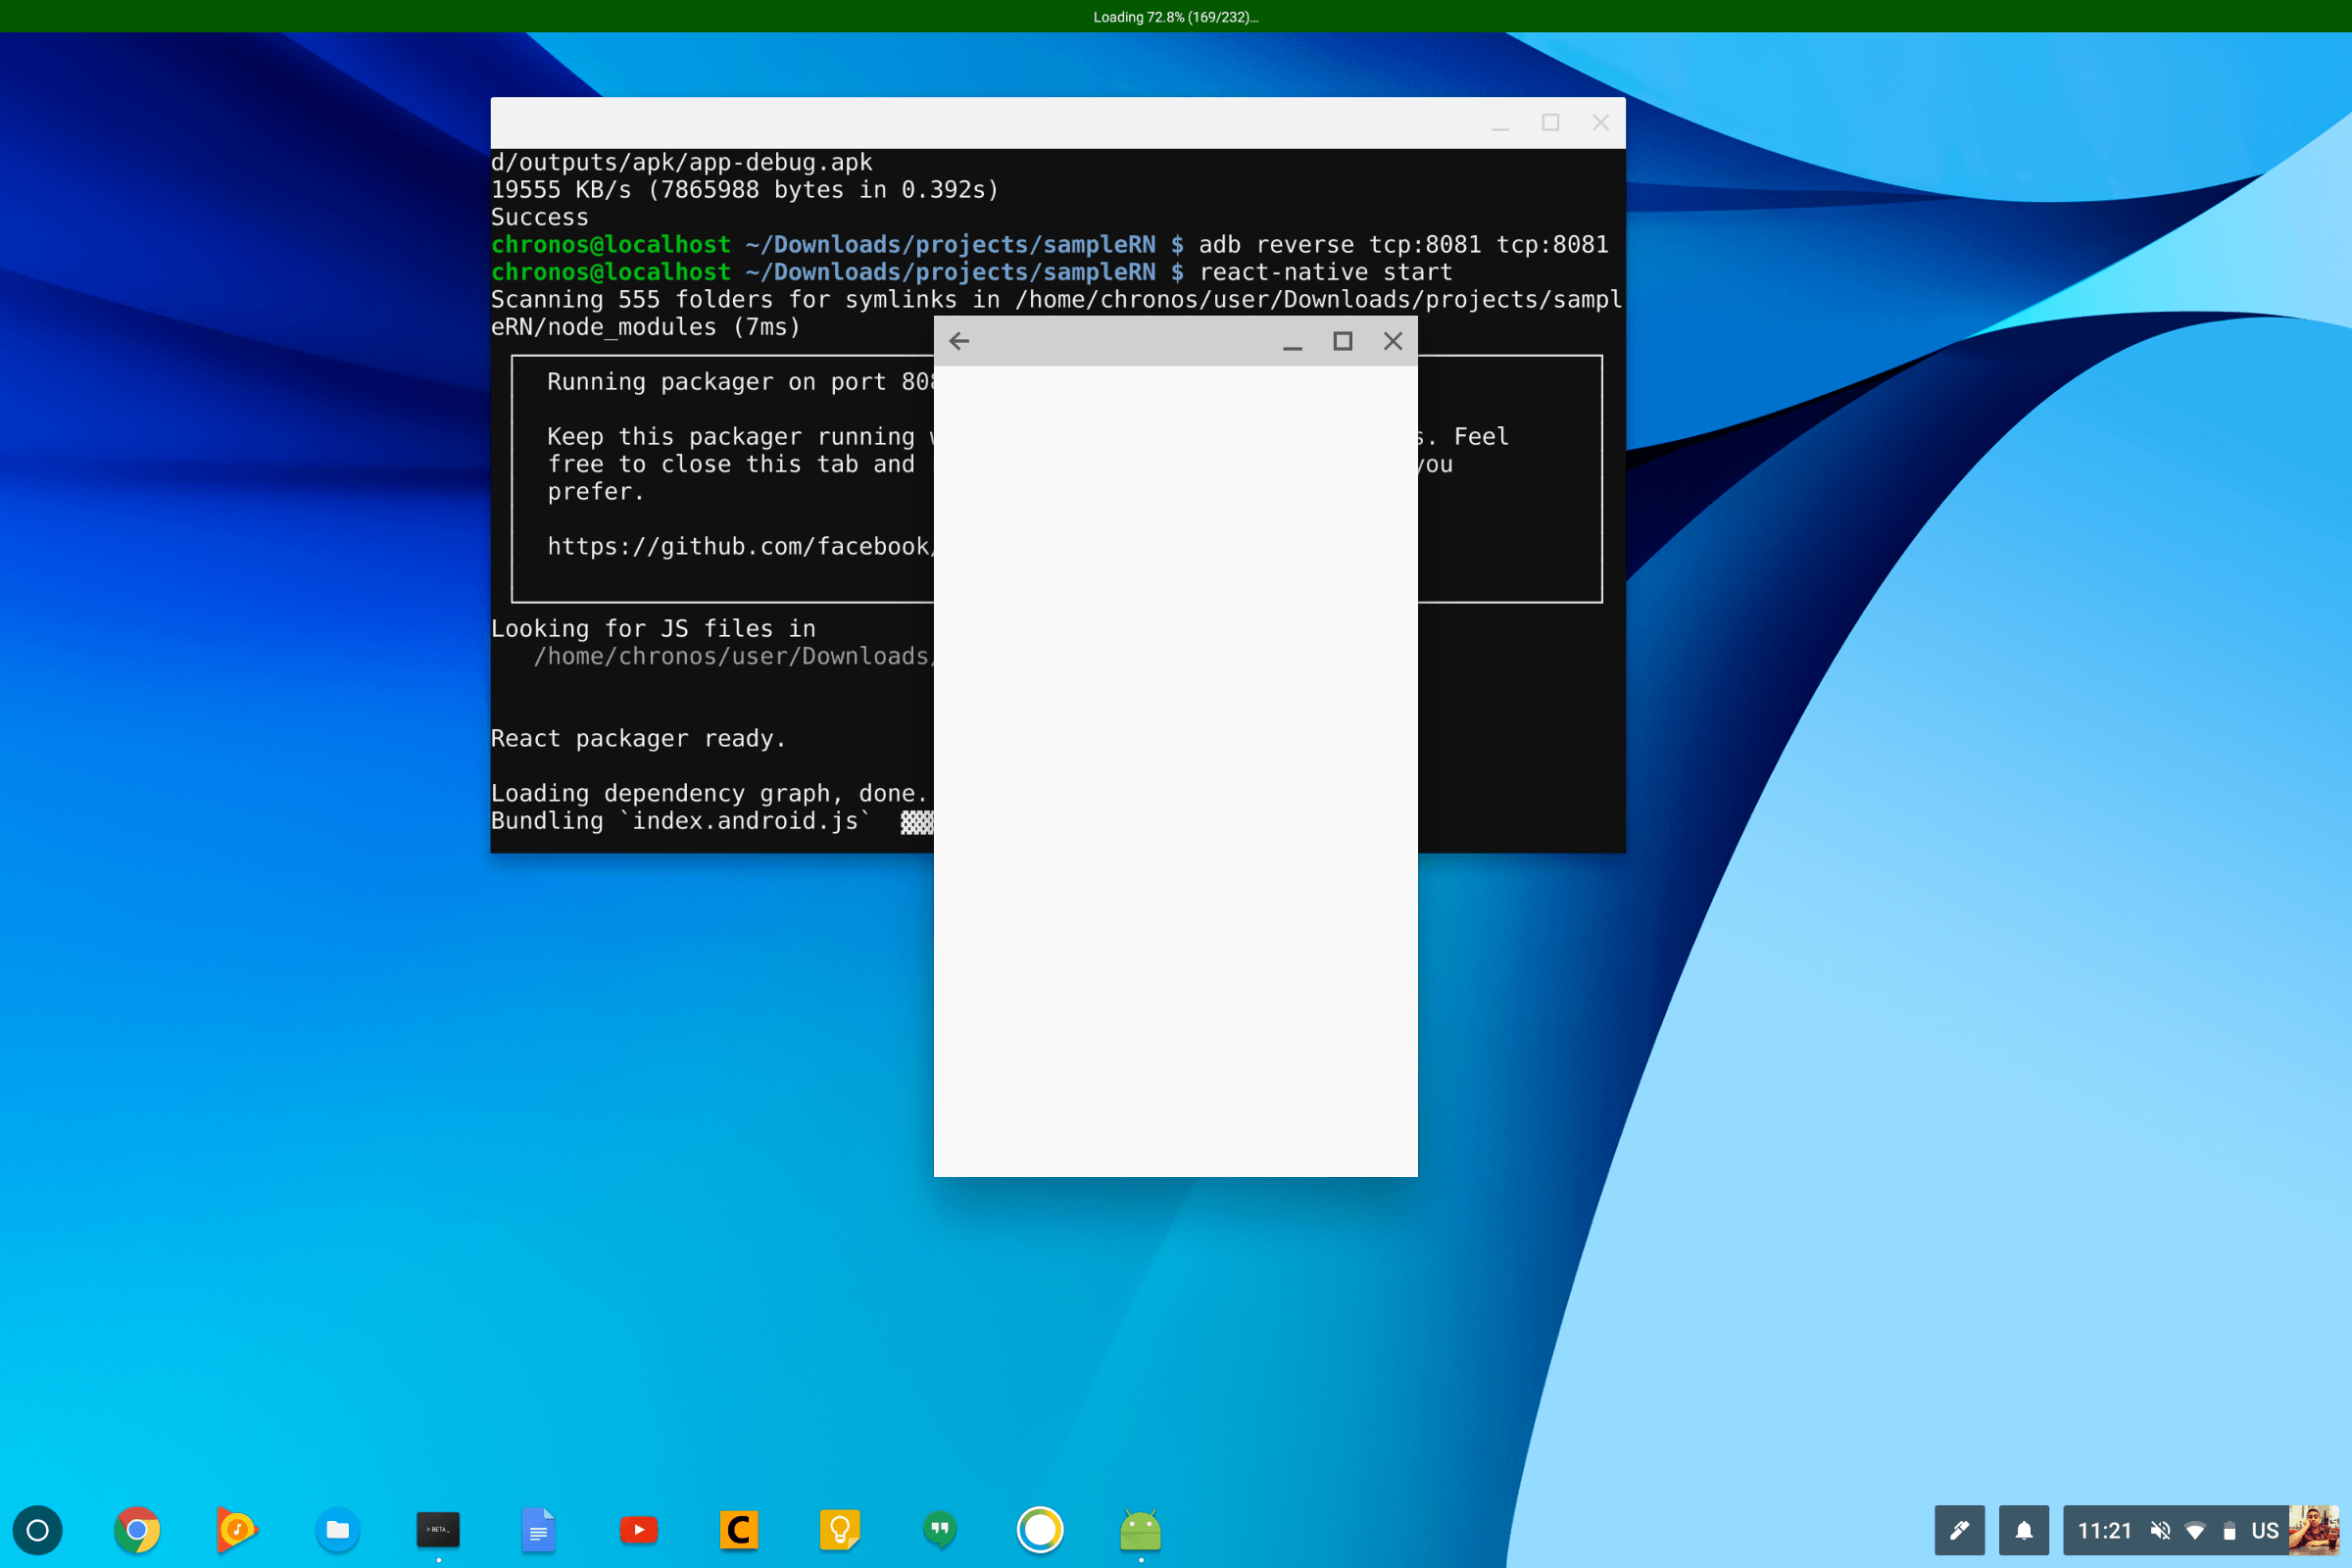 Loading 72.8% (169/232)...
d/outputs/apk/app-debug.apk
19555 KB/s (7865988 bytes in 0.392s)
Success
chronos@localhost ~/Downloads/projects/sampleRN $ adb reverse tcp:8081 tcp:8081
chronos@localhost ~/Downloads/projects/sampleRN $ react-native start
Scanning 555 folders for symlinks in /home/chronos/user/Downloads/projects/sampl
eRN/node_modules (7ms)
Running packager on port 80
Keep this packager running s. Feel
free to close this tab and you
prefer.
https://github.com/facebook/
Looking for JS files in
/home/chronos/user/Downloads/
React packager ready.
Loading dependency graph, done.
Bundling `index.android.js`
>BETA_
C
11:21 US